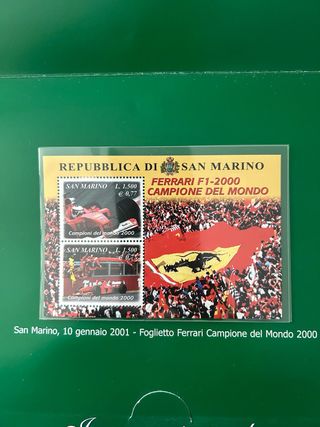 REPUBBLICA DI SAN MARINO
FERRARI F1-2000
CAMPIONE DEL MONDO
SAN MARINO L. 1.500
€ 0,77
Campioni del mondo 2000
SAN MARINO L. 1.500
Campioni del mondo 2000
San Marino, 10 gennaio 2001 - Foglietto Ferrari Campione del Mondo 2000